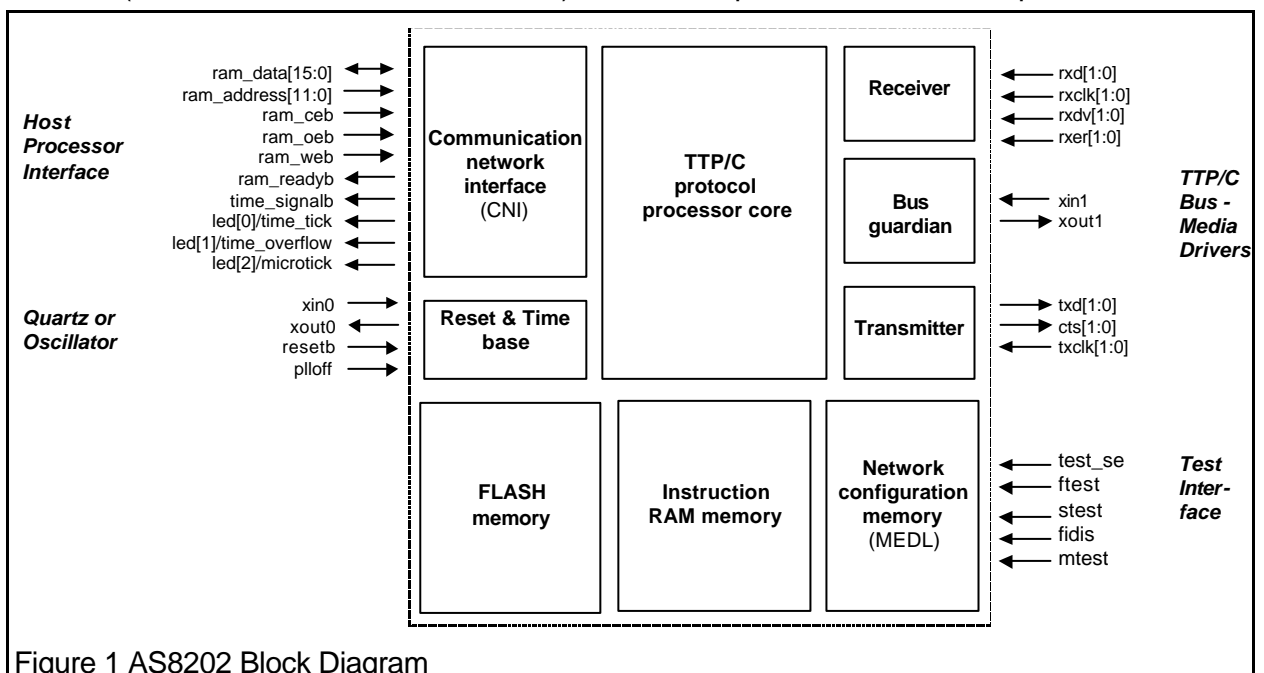 Host
Processor
Interface
ram_data[15:0]
ram_address[11:0]
ram_ceb
ram_oeb
ram_web
ram_readyb
time_signalb
led[0]/time_tick
led[1]/time_overflow
led[2]/microtick
Quartz or
Oscillator
xin0
xout0
resetb
plloff
Communication
network
interface
(CNI)
Reset & Time
base
TTP/C
protocol
processor core
Receiver
Bus
guardian
Transmitter
FLASH
memory
Instruction
RAM memory
Network
configuration
memory
(MEDL)
rxd[1:0]
rxclk[1:0]
rxdv[1:0]
rxer[1:0]
xin1
xout1
txd[1:0]
cts[1:0]
txclk[1:0]
TTP/C
Bus -
Media
Drivers
test_se
ftest
stest
fidis
mtest
Test
Inter-
face
Figure 1 AS8202 Block Diagram